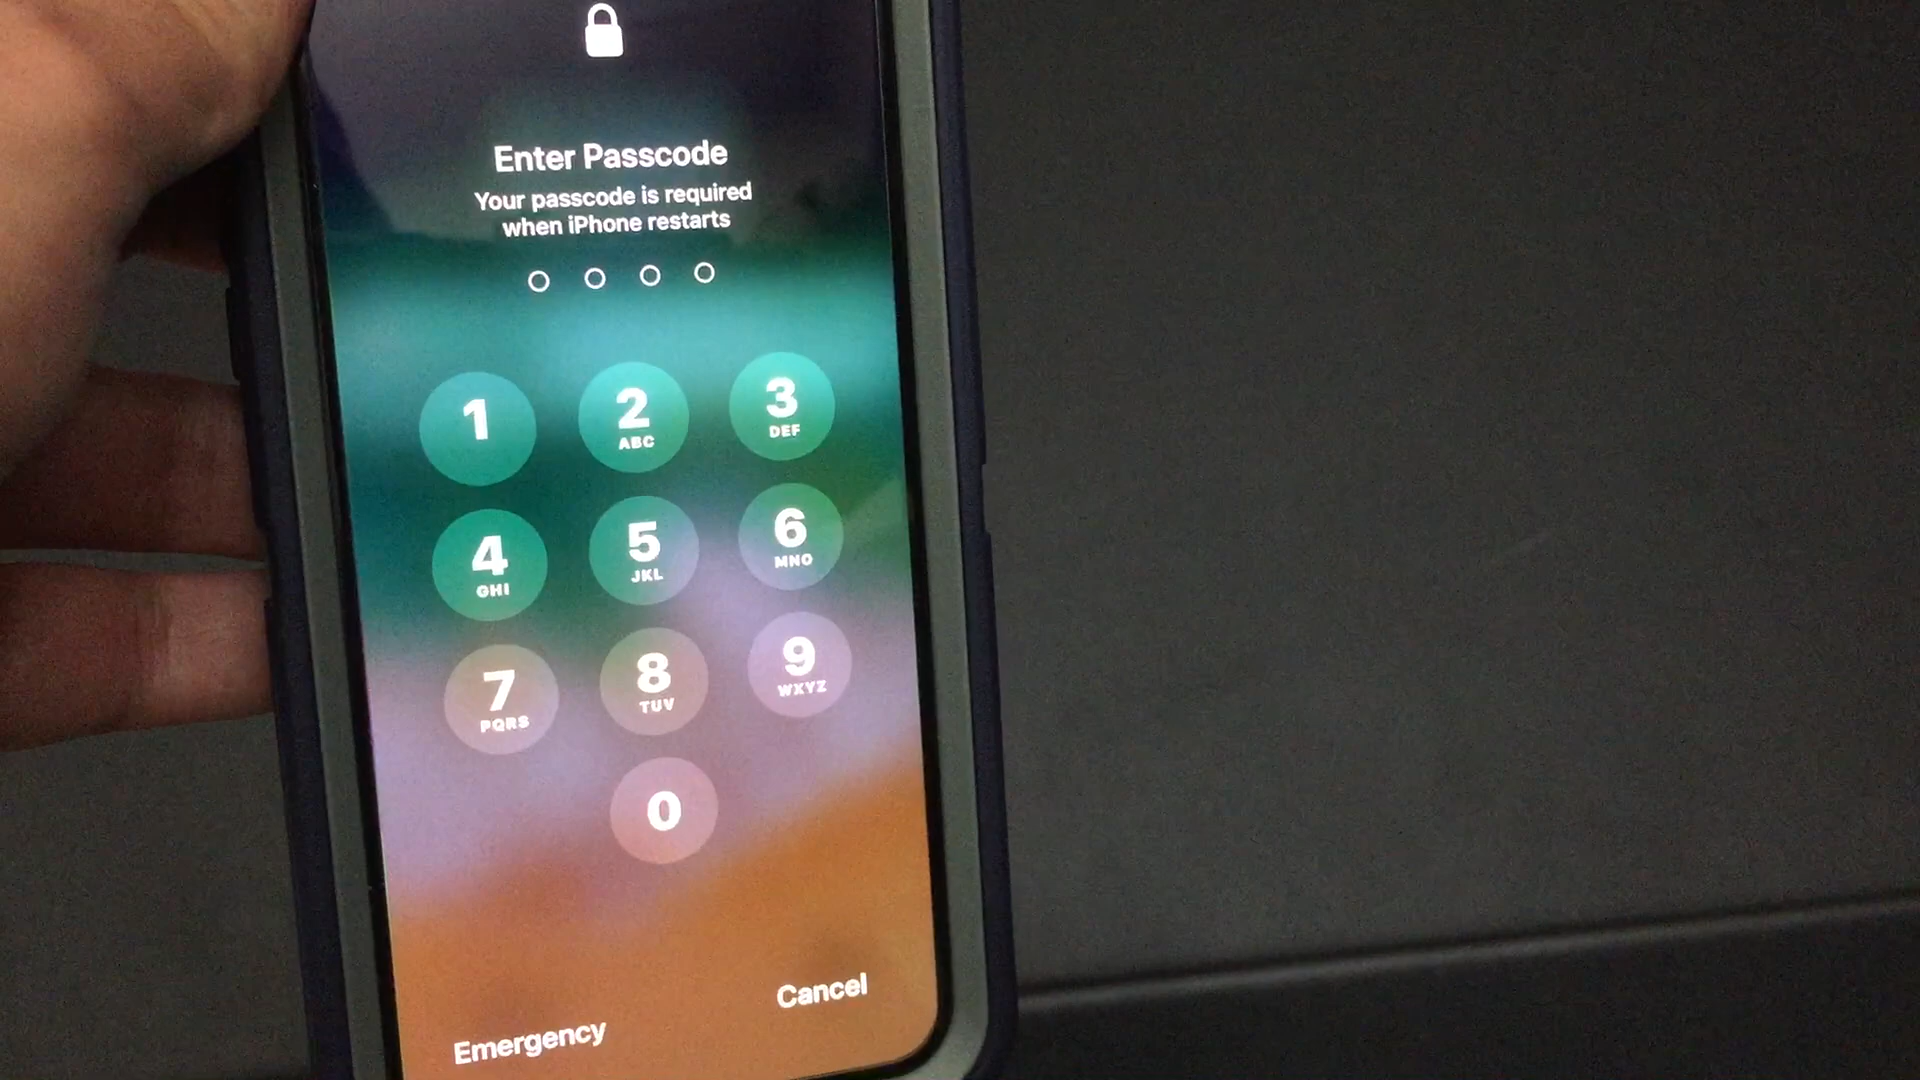 Enter Passcode
Your passcode is required
when iPhone restarts
1
2
ABC
3
DEF
4
GHI
5
JKL
6
MNO
7
PQRS
8
TUV
9
WXYZ
0
Cancel
Emergency